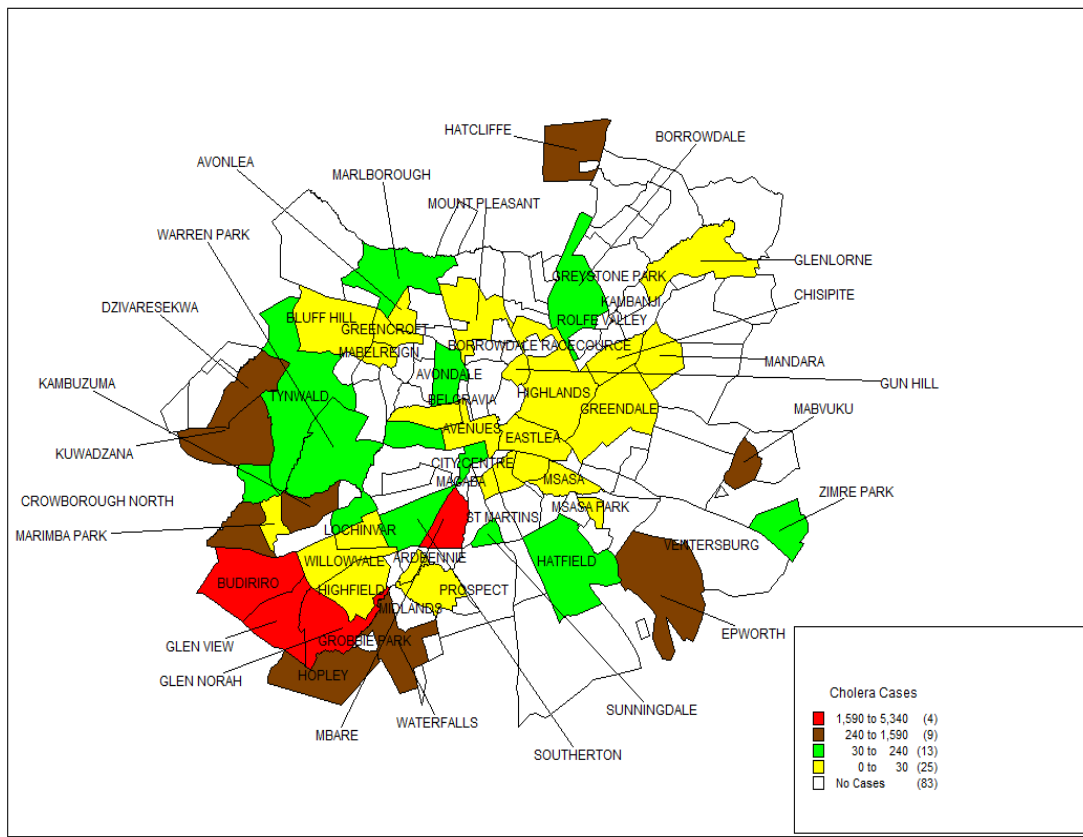 HATCLIFFE
BORROWDALE
AVONLEA
MARLBOROUGH
MOUNT PLEASANT
WARREN PARK
GLENLORNE
GREYSTONE PARK
CHISIPITE
KAMBANJI
DZIVARESEKWA
BLUFF HILL
ROLFE VALLEY
GREENCROFT
BORROWDALE RACECOURCE
MABELREIGN
MANDARA
KAMBUZUMA
AVONDALE
GUN HILL
TYNWALD
HIGHLANDS
BELGRAVIA
GREENDALE
MABVUKU
AVENUES
EASTLEA
KUWADZANA
CITY CENTRE
MAGABA
MSASA
CROWBOROUGH NORTH
ZIMRE PARK
MSASA PARK
ST MARTINS
MARIMBA PARK
LOCHINVAR
VENTERSBURG
ARDBENNIE
WILLOWVALE
HATFIELD
BUDIRIRO
HIGHFIELD
PROSPECT
MIDLANDS
EPWORTH
GLEN VIEW
CROBBIE PARK
HOPLEY
GLEN NORAH
SUNNINGDALE
WATERFALLS
MBARE
SOUTHERTON
Cholera Cases
1,590 to 5,340 (4)
240 to 1,590 (9)
30 to 240 (13)
0 to 30 (25)
No Cases (83)